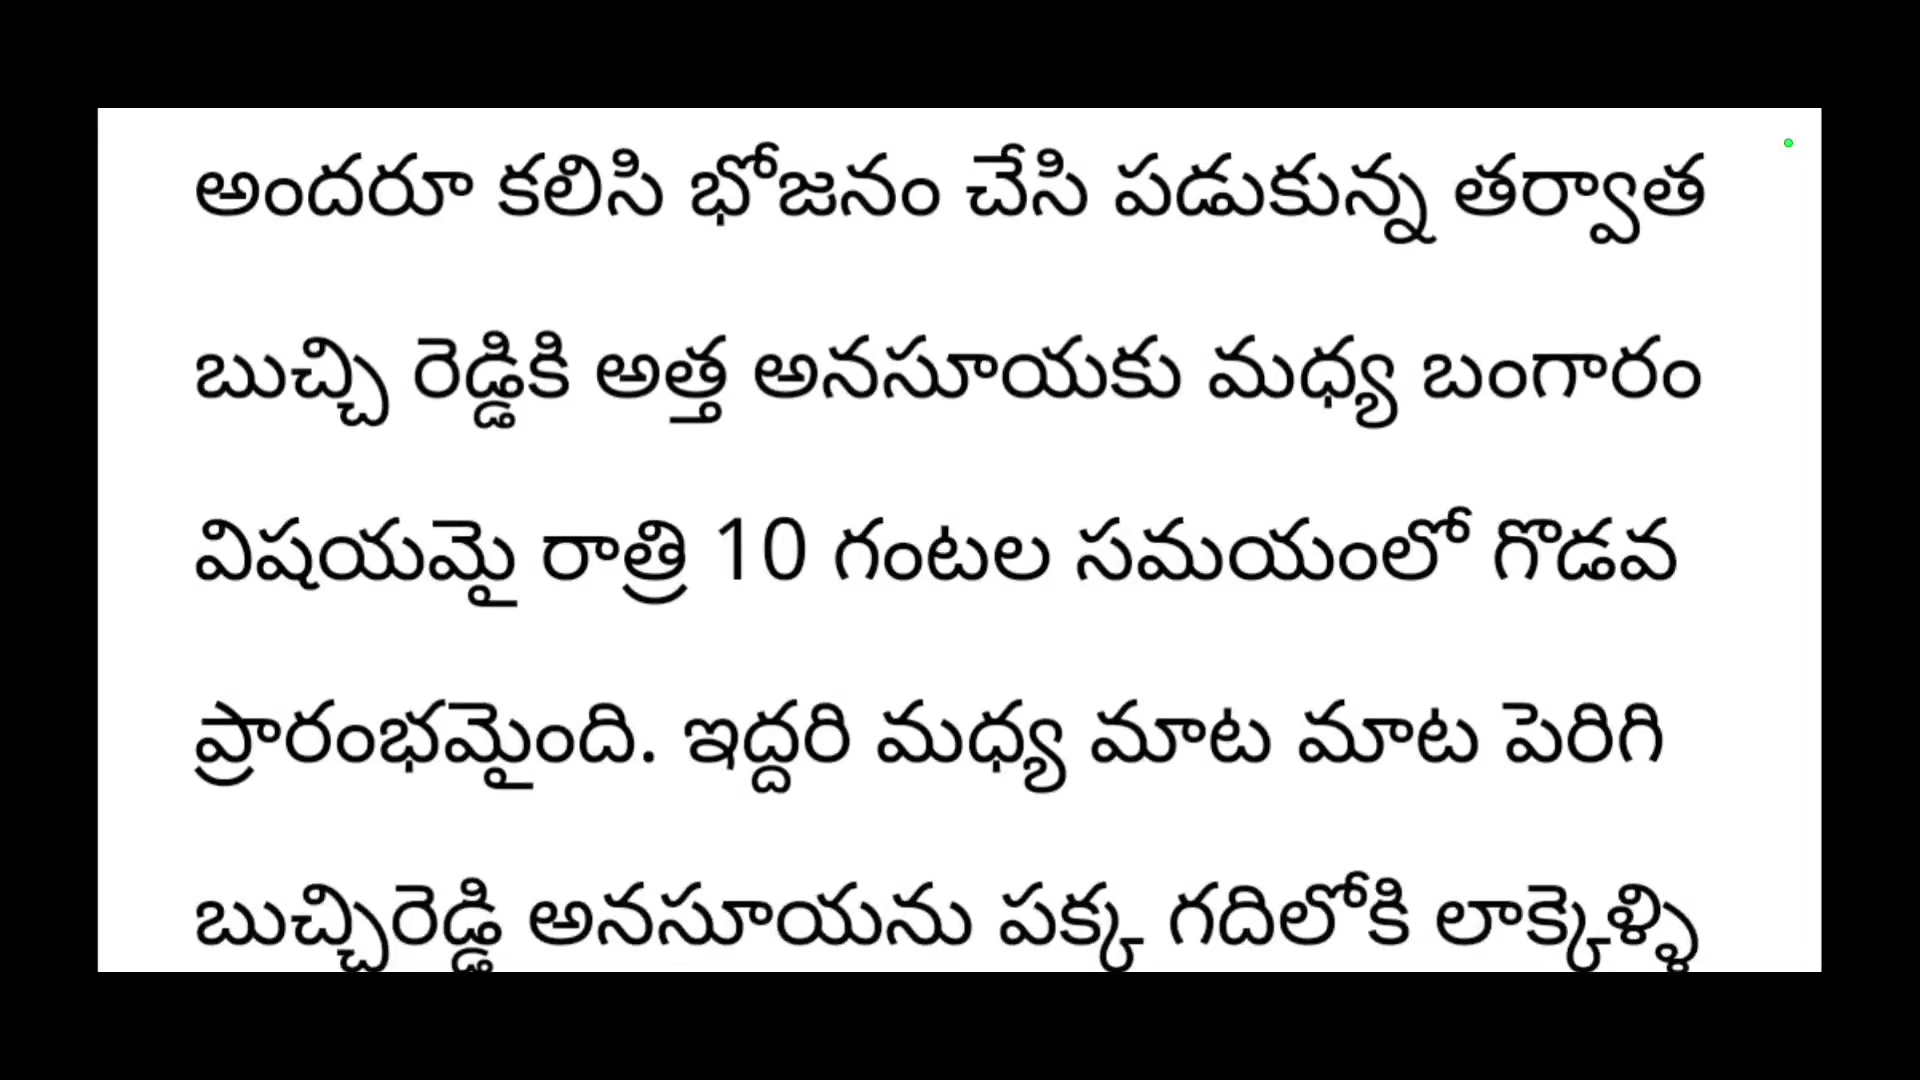 అందరూ కలిసి భోజనం చేసి పడుకున్న తర్వాత
బుచ్చి రెడ్డికి అత్త అనసూయకు మధ్య బంగారం
విషయమై రాత్రి 10 గంటల సమయంలో గొడవ
ప్రారంభమైంది. ఇద్దరి మధ్య మాట మాట పెరిగి
బుచ్చిరెడ్డి అనసూయను పక్క గదిలోకి లాక్కెళ్ళి